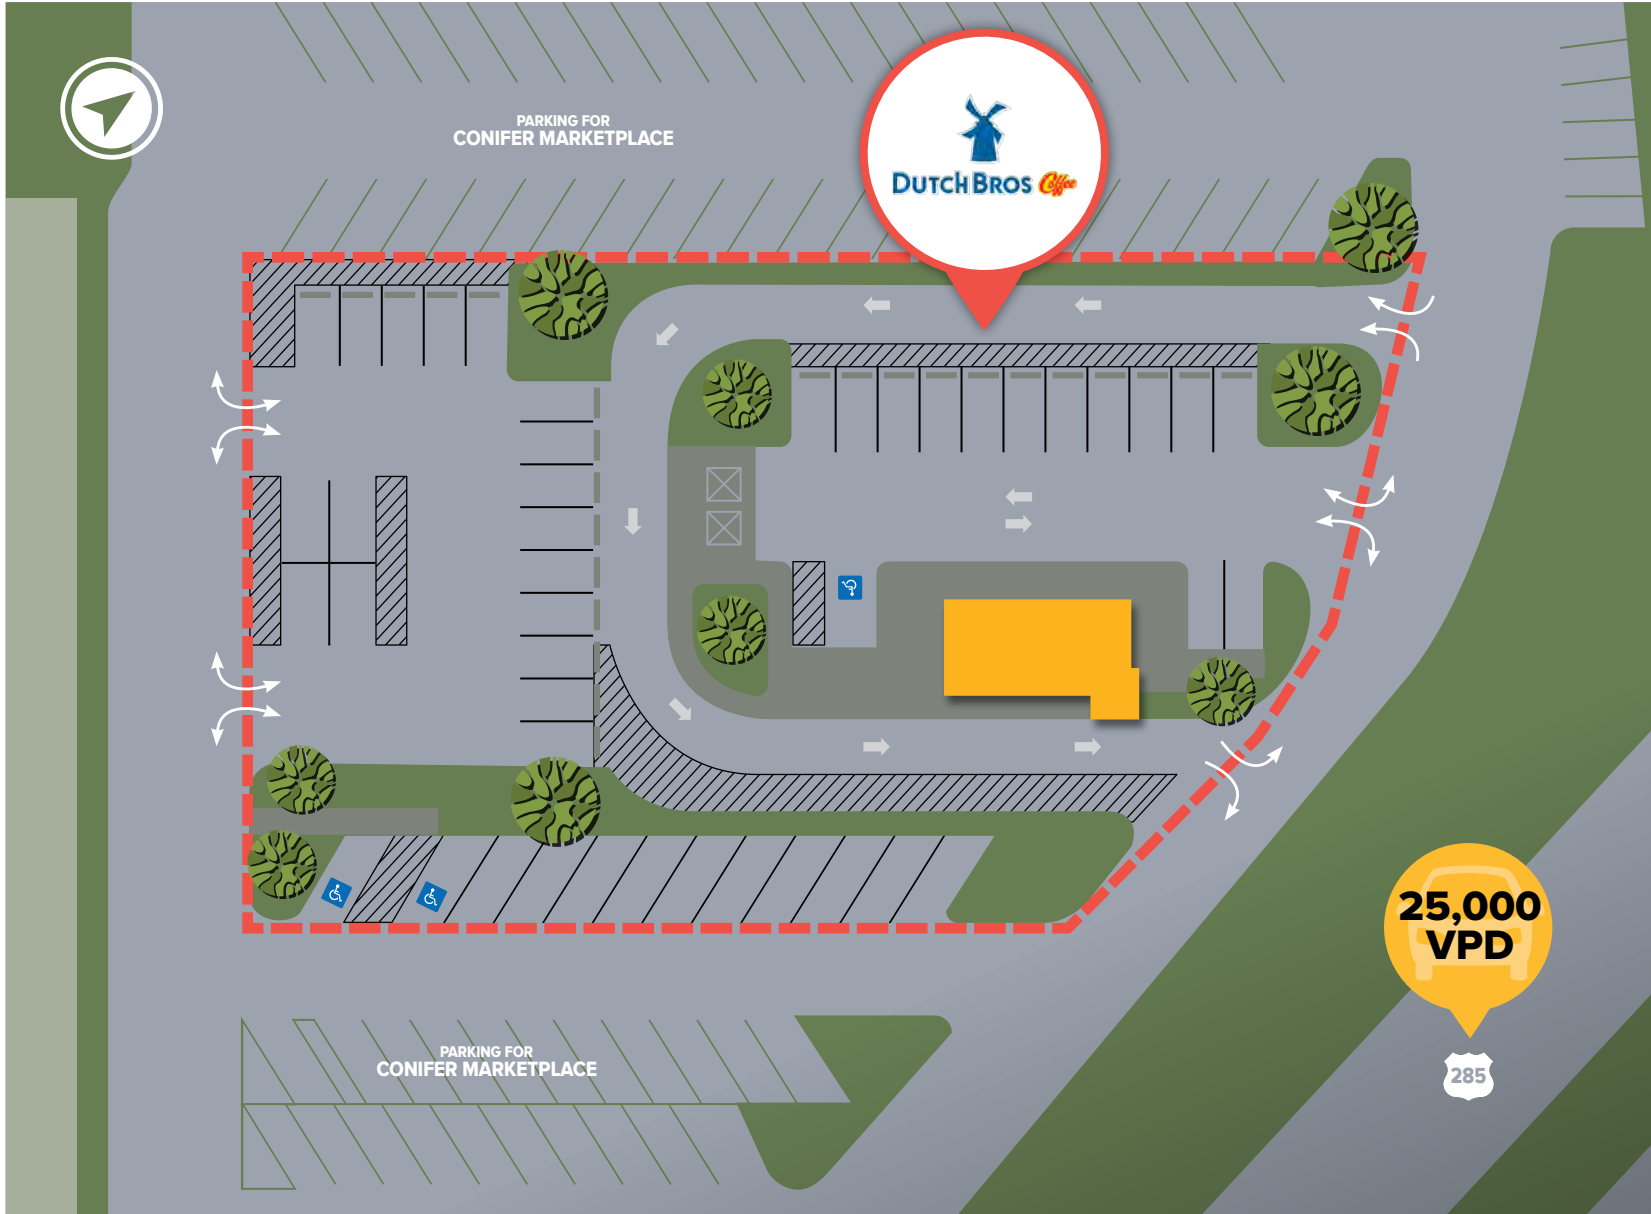 PARKING FOR
CONIFER MARKETPLACE
DUTCH BROS Coffee
25,000
VPD
285
PARKING FOR
CONIFER MARKETPLACE